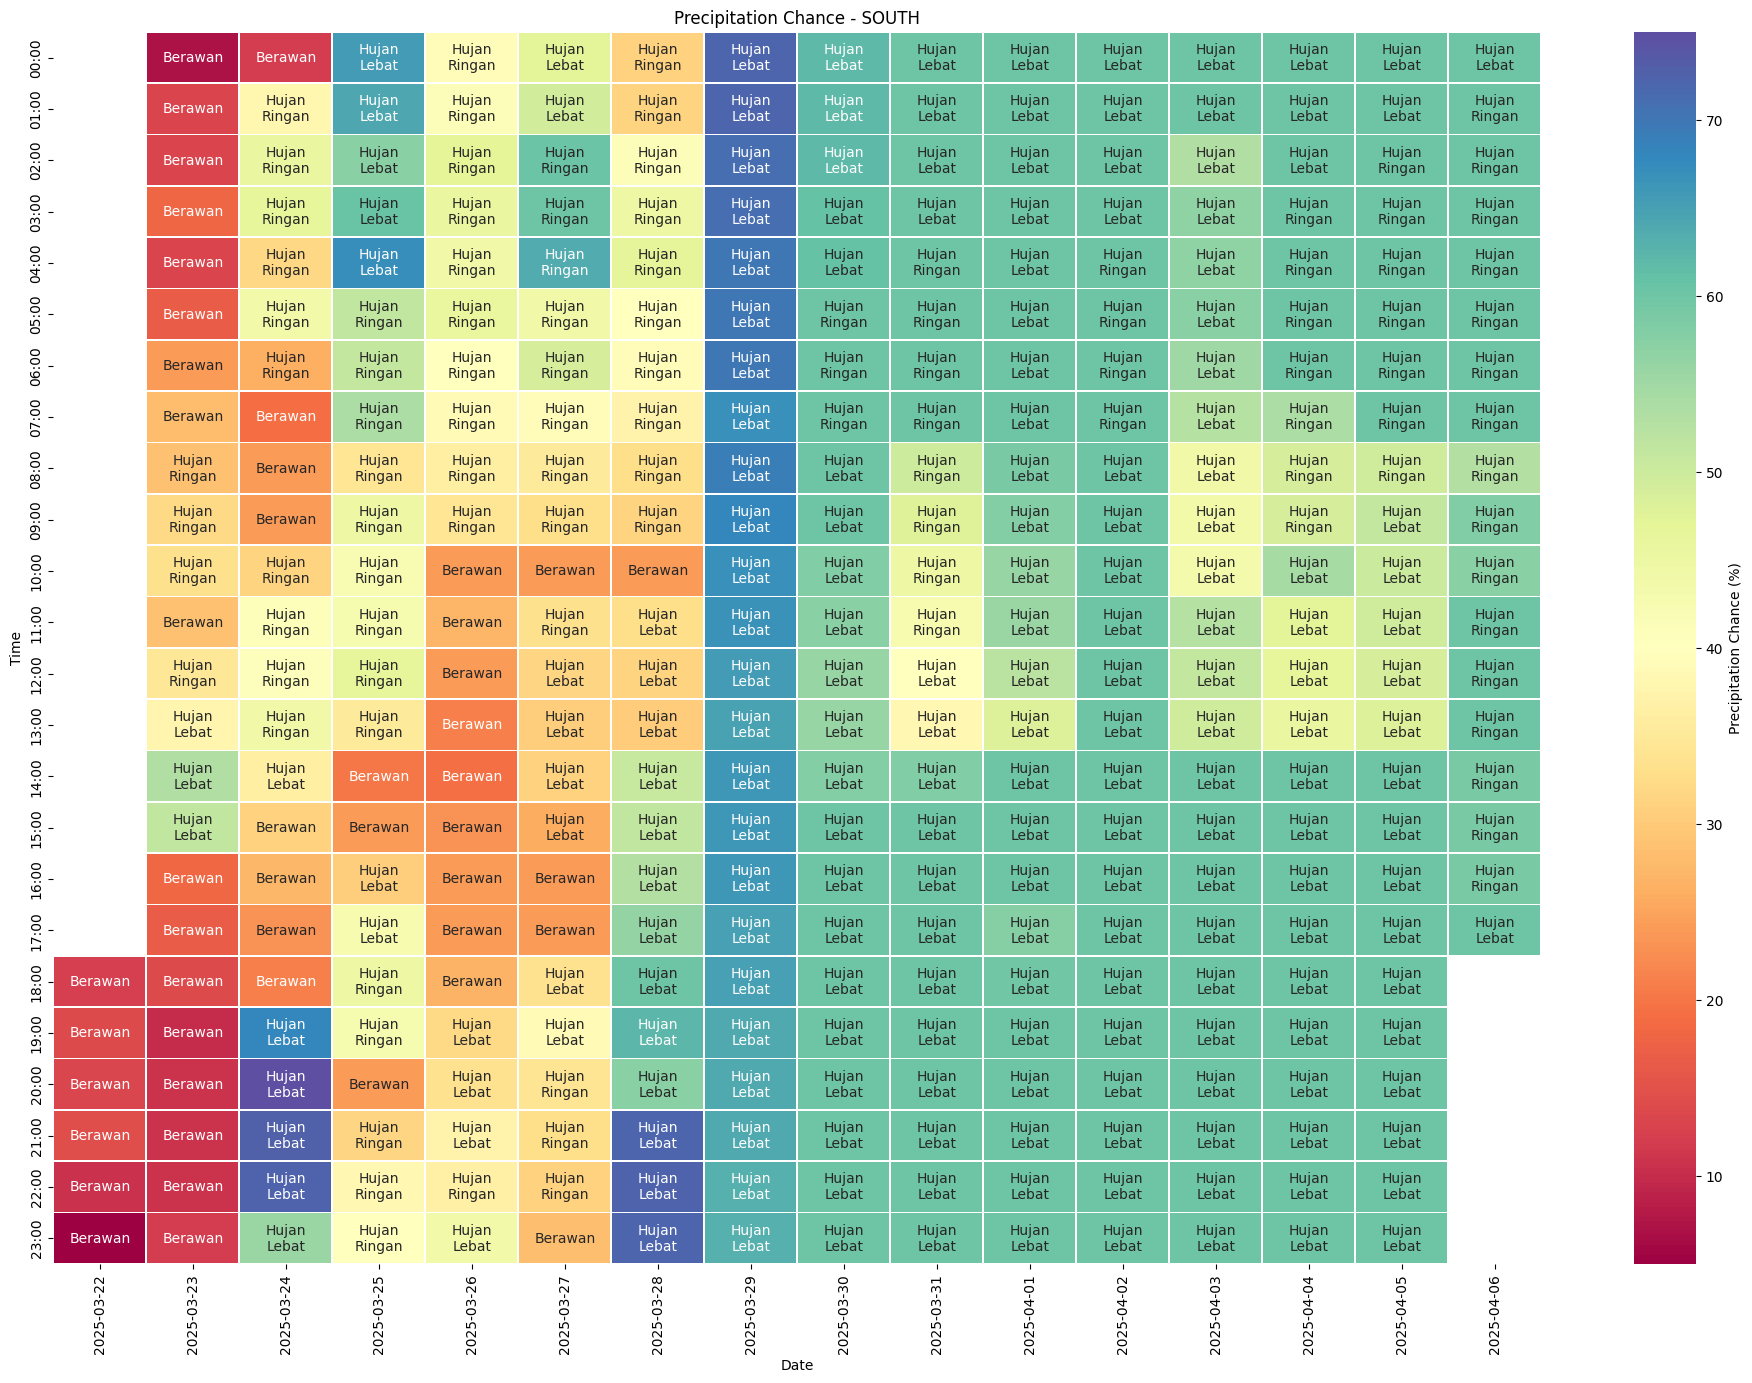 Precipitation Chance - SOUTH
00:00 Berawan Berawan Hujan Lebat Hujan Ringan Hujan Lebat Hujan Ringan Hujan Lebat Hujan Lebat Hujan Lebat Hujan Lebat Hujan Lebat Hujan Lebat Hujan Lebat Hujan Lebat Hujan Lebat
01:00 Berawan Hujan Ringan Hujan Lebat Hujan Ringan Hujan Lebat Hujan Ringan Hujan Lebat Hujan Lebat Hujan Lebat Hujan Lebat Hujan Lebat Hujan Lebat Hujan Lebat Hujan Lebat Hujan Ringan
02:00 Berawan Hujan Ringan Hujan Lebat Hujan Ringan Hujan Ringan Hujan Ringan Hujan Lebat Hujan Lebat Hujan Lebat Hujan Lebat Hujan Lebat Hujan Lebat Hujan Lebat Hujan Ringan Hujan Ringan
03:00 Berawan Hujan Ringan Hujan Lebat Hujan Ringan Hujan Ringan Hujan Ringan Hujan Lebat Hujan Lebat Hujan Lebat Hujan Lebat Hujan Lebat Hujan Lebat Hujan Ringan Hujan Ringan Hujan Ringan
04:00 Berawan Hujan Ringan Hujan Lebat Hujan Ringan Hujan Ringan Hujan Ringan Hujan Lebat Hujan Lebat Hujan Ringan Hujan Lebat Hujan Ringan Hujan Lebat Hujan Ringan Hujan Ringan Hujan Ringan
05:00 Berawan Hujan Ringan Hujan Ringan Hujan Ringan Hujan Ringan Hujan Ringan Hujan Lebat Hujan Ringan Hujan Ringan Hujan Lebat Hujan Ringan Hujan Lebat Hujan Ringan Hujan Ringan Hujan Ringan
06:00 Berawan Hujan Ringan Hujan Ringan Hujan Ringan Hujan Ringan Hujan Ringan Hujan Lebat Hujan Ringan Hujan Ringan Hujan Lebat Hujan Ringan Hujan Lebat Hujan Ringan Hujan Ringan Hujan Ringan
07:00 Berawan Berawan Hujan Ringan Hujan Ringan Hujan Ringan Hujan Ringan Hujan Lebat Hujan Ringan Hujan Ringan Hujan Lebat Hujan Ringan Hujan Lebat Hujan Ringan Hujan Ringan Hujan Ringan
08:00 Hujan Ringan Berawan Hujan Ringan Hujan Ringan Hujan Ringan Hujan Ringan Hujan Lebat Hujan Lebat Hujan Ringan Hujan Lebat Hujan Lebat Hujan Lebat Hujan Ringan Hujan Ringan Hujan Ringan
09:00 Hujan Ringan Berawan Hujan Ringan Hujan Ringan Hujan Ringan Hujan Ringan Hujan Lebat Hujan Lebat Hujan Ringan Hujan Lebat Hujan Lebat Hujan Lebat Hujan Ringan Hujan Lebat Hujan Ringan
10:00 Hujan Ringan Hujan Ringan Hujan Ringan Berawan Berawan Berawan Hujan Lebat Hujan Lebat Hujan Ringan Hujan Lebat Hujan Lebat Hujan Lebat Hujan Lebat Hujan Lebat Hujan Ringan
11:00 Berawan Hujan Ringan Hujan Ringan Berawan Hujan Ringan Hujan Lebat Hujan Lebat Hujan Lebat Hujan Ringan Hujan Lebat Hujan Lebat Hujan Lebat Hujan Lebat Hujan Lebat Hujan Ringan
12:00 Hujan Ringan Hujan Ringan Hujan Ringan Berawan Hujan Lebat Hujan Lebat Hujan Lebat Hujan Lebat Hujan Lebat Hujan Lebat Hujan Lebat Hujan Lebat Hujan Lebat Hujan Lebat Hujan Ringan
13:00 Hujan Lebat Hujan Ringan Hujan Ringan Berawan Hujan Lebat Hujan Lebat Hujan Lebat Hujan Lebat Hujan Lebat Hujan Lebat Hujan Lebat Hujan Lebat Hujan Lebat Hujan Lebat Hujan Ringan
14:00 Hujan Lebat Hujan Lebat Berawan Berawan Hujan Lebat Hujan Lebat Hujan Lebat Hujan Lebat Hujan Lebat Hujan Lebat Hujan Lebat Hujan Lebat Hujan Lebat Hujan Lebat Hujan Ringan
15:00 Hujan Lebat Berawan Berawan Berawan Hujan Lebat Hujan Lebat Hujan Lebat Hujan Lebat Hujan Lebat Hujan Lebat Hujan Lebat Hujan Lebat Hujan Lebat Hujan Lebat Hujan Ringan
16:00 Berawan Berawan Hujan Lebat Berawan Berawan Hujan Lebat Hujan Lebat Hujan Lebat Hujan Lebat Hujan Lebat Hujan Lebat Hujan Lebat Hujan Lebat Hujan Lebat Hujan Ringan
17:00 Berawan Berawan Hujan Lebat Berawan Berawan Hujan Lebat Hujan Lebat Hujan Lebat Hujan Lebat Hujan Lebat Hujan Lebat Hujan Lebat Hujan Lebat Hujan Lebat Hujan Lebat
18:00 Berawan Berawan Berawan Hujan Ringan Berawan Hujan Lebat Hujan Lebat Hujan Lebat Hujan Lebat Hujan Lebat Hujan Lebat Hujan Lebat Hujan Lebat Hujan Lebat Hujan Lebat
19:00 Berawan Berawan Hujan Lebat Hujan Ringan Hujan Lebat Hujan Lebat Hujan Lebat Hujan Lebat Hujan Lebat Hujan Lebat Hujan Lebat Hujan Lebat Hujan Lebat Hujan Lebat Hujan Lebat
20:00 Berawan Berawan Hujan Lebat Berawan Hujan Lebat Hujan Ringan Hujan Lebat Hujan Lebat Hujan Lebat Hujan Lebat Hujan Lebat Hujan Lebat Hujan Lebat Hujan Lebat Hujan Lebat
21:00 Berawan Berawan Hujan Lebat Hujan Ringan Hujan Lebat Hujan Ringan Hujan Lebat Hujan Lebat Hujan Lebat Hujan Lebat Hujan Lebat Hujan Lebat Hujan Lebat Hujan Lebat Hujan Lebat
22:00 Berawan Berawan Hujan Lebat Hujan Ringan Hujan Ringan Hujan Ringan Hujan Lebat Hujan Lebat Hujan Lebat Hujan Lebat Hujan Lebat Hujan Lebat Hujan Lebat Hujan Lebat Hujan Lebat
23:00 Berawan Berawan Hujan Lebat Hujan Ringan Hujan Lebat Berawan Hujan Lebat Hujan Lebat Hujan Lebat Hujan Lebat Hujan Lebat Hujan Lebat Hujan Lebat Hujan Lebat Hujan Lebat
Time
2025-03-22 2025-03-23 2025-03-24 2025-03-25 2025-03-26 2025-03-27 2025-03-28 2025-03-29 2025-03-30 2025-03-31 2025-04-01 2025-04-02 2025-04-03 2025-04-04 2025-04-05 2025-04-06
Date
70
60
50
40
30
20
10
Precipitation Chance (%)